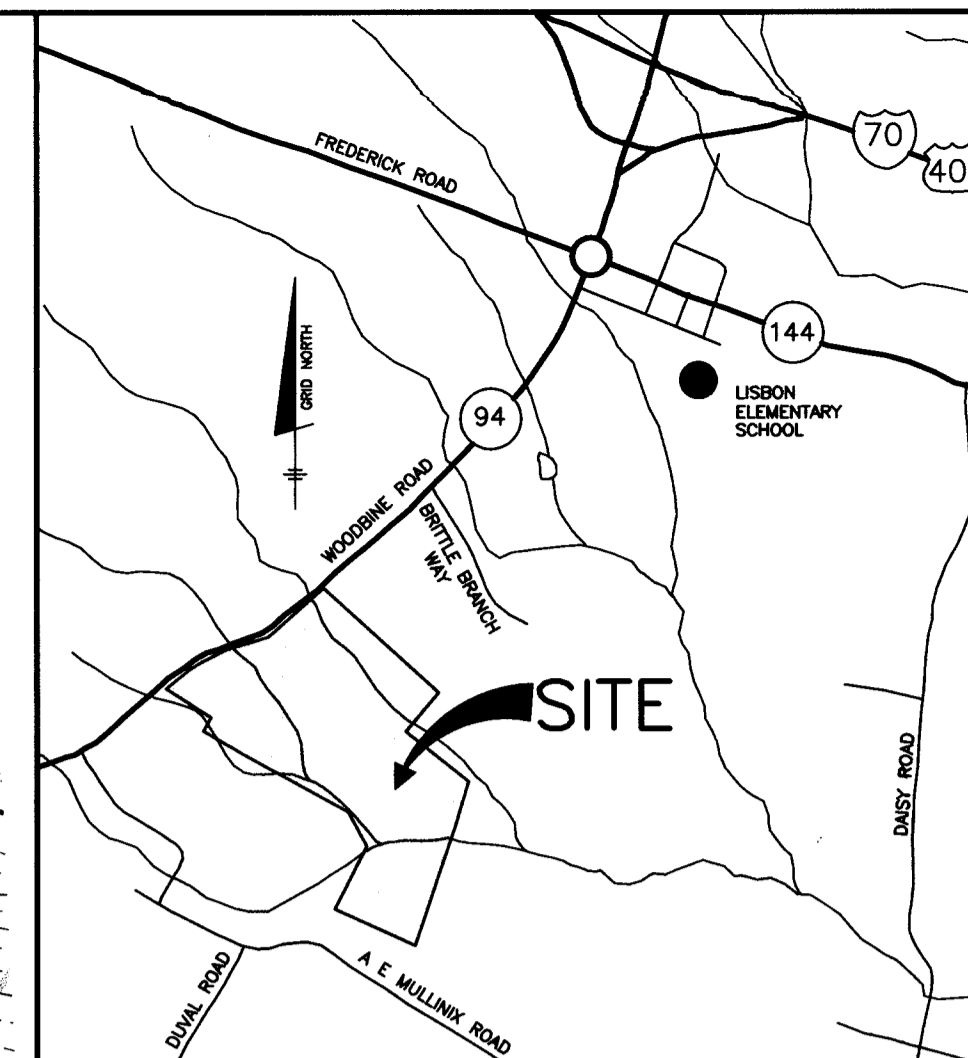 FREDERICK ROAD
70
40
GRID NORTH
144
LISBON
ELEMENTARY
SCHOOL
94
WOODBINE ROAD
BRITTLE BRANCH
WAY
SITE
DAISY ROAD
DUVAL ROAD
A E MULLINIX ROAD